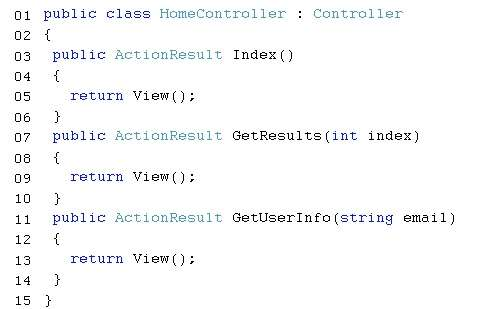 01 public class HomeController : Controller
02 {
03  public ActionResult Index()
04  {
05   return View();
06  }
07  public ActionResult GetResults(int index)
08  {
09   return View();
10  }
11  public ActionResult GetUserInfo(string email)
12  {
13   return View();
14  }
15 }